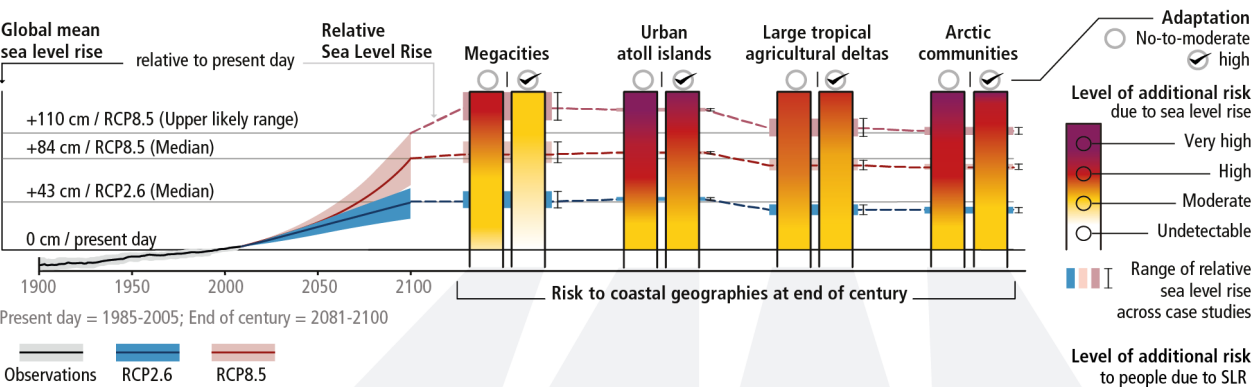 Global mean
sea level rise
relative to present day
Relative
Sea Level Rise
Megacities
Urban
atoll islands
Large tropical
agricultural deltas
Arctic
communities
Adaptation
No-to-moderate
high
+110 cm / RCP8.5 (Upper likely range)
+84 cm / RCP8.5 (Median)
+43 cm / RCP2.6 (Median)
0 cm / present day
1900
1950
2000
2050
2100
Risk to coastal geographies at end of century
Present day = 1985-2005; End of century = 2081-2100
Observations
RCP2.6
RCP8.5
Level of additional risk
due to sea level rise
Very high
High
Moderate
Undetectable
Range of relative
sea level rise
across case studies
Level of additional risk
to people due to SLR